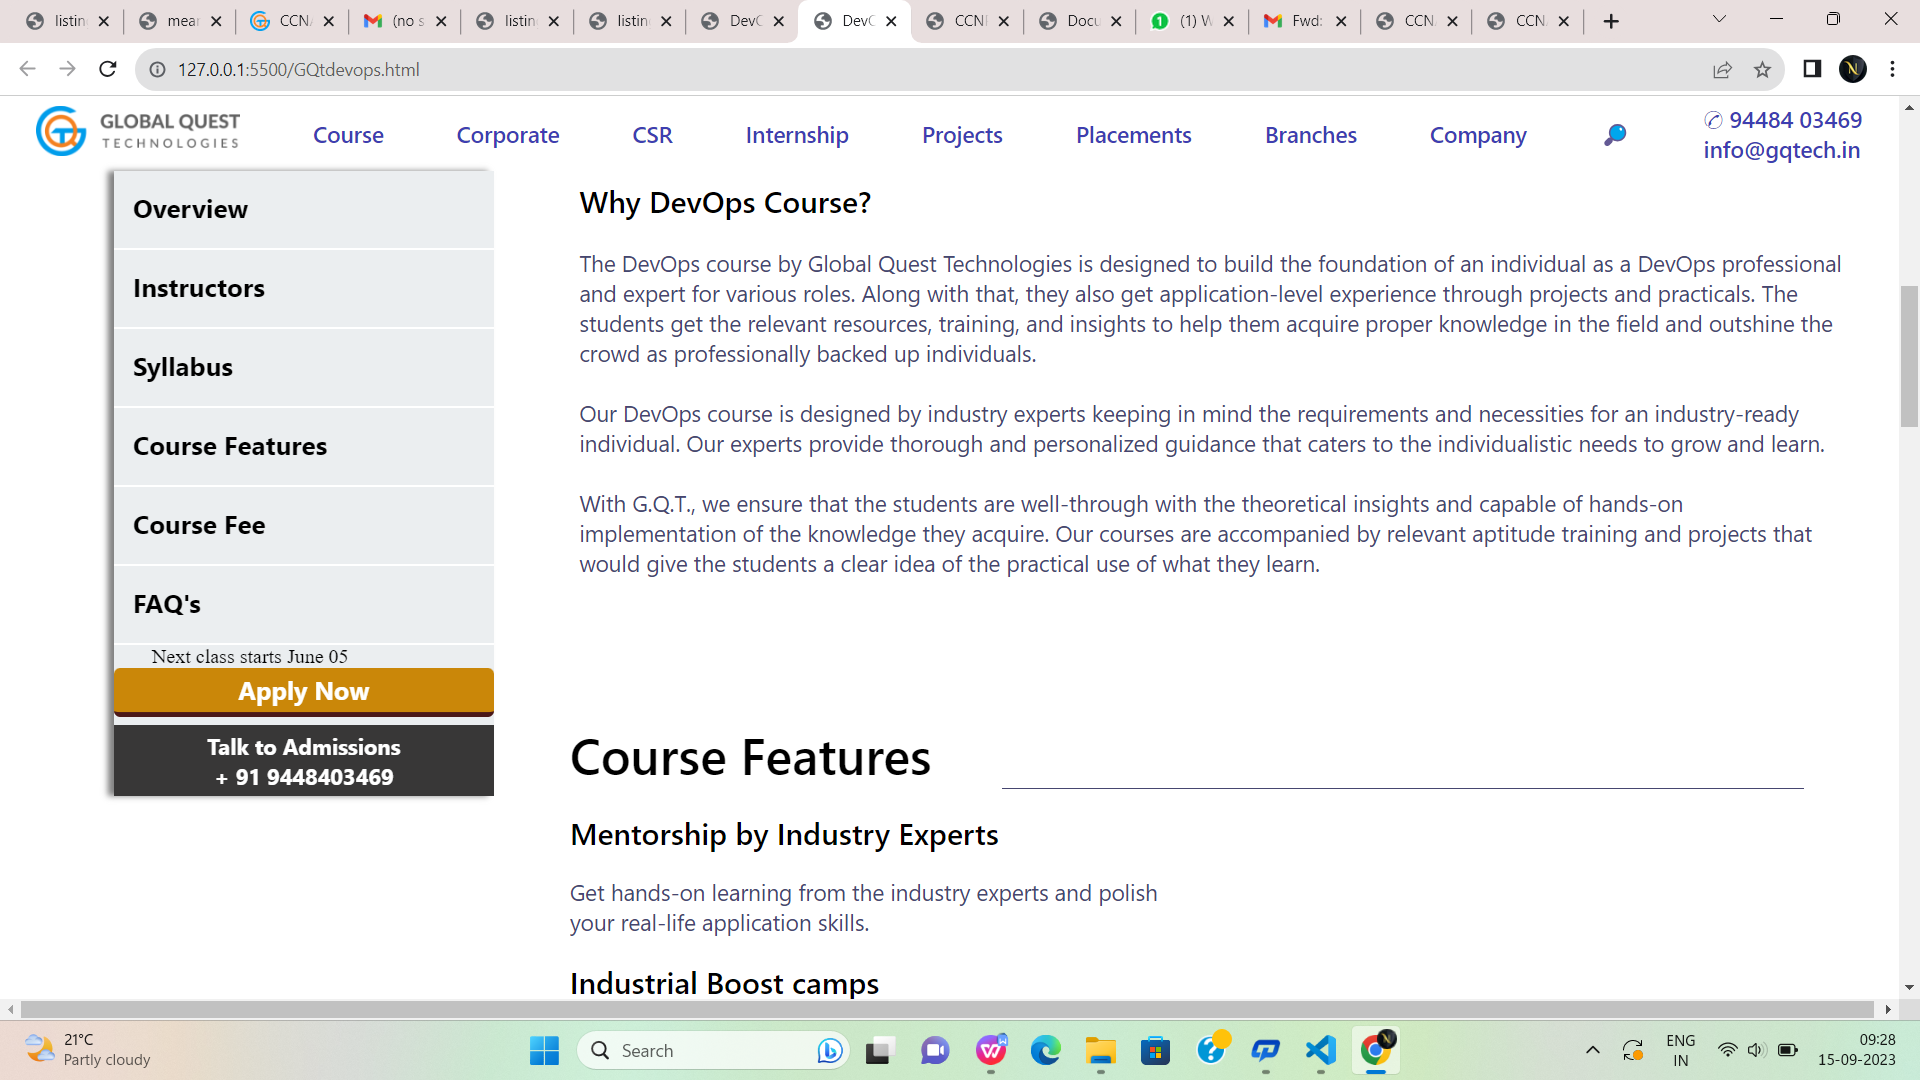 listin
mear
CCNA
(no s
listin
listin
DevO
DevO
CCNI
Docu
(1) W
Fwd:
CCNA
CCNA
127.0.0.1:5500/GQtdevops.html
GLOBAL QUEST
TECHNOLOGIES
Course
Corporate
CSR
Internship
Projects
Placements
Branches
Company
94484 03469
info@gqtech.in
Overview
Instructors
Syllabus
Course Features
Course Fee
FAQ's
Next class starts June 05
Apply Now
Talk to Admissions
+ 91 9448403469
Why DevOps Course?
The DevOps course by Global Quest Technologies is designed to build the foundation of an individual as a DevOps professional
and expert for various roles. Along with that, they also get application-level experience through projects and practicals. The
students get the relevant resources, training, and insights to help them acquire proper knowledge in the field and outshine the
crowd as professionally backed up individuals.
Our DevOps course is designed by industry experts keeping in mind the requirements and necessities for an industry-ready
individual. Our experts provide thorough and personalized guidance that caters to the individualistic needs to grow and learn.
With G.Q.T., we ensure that the students are well-through with the theoretical insights and capable of hands-on
implementation of the knowledge they acquire. Our courses are accompanied by relevant aptitude training and projects that
would give the students a clear idea of the practical use of what they learn.
Course Features
Mentorship by Industry Experts
Get hands-on learning from the industry experts and polish
your real-life application skills.
Industrial Boost camps
21°C
Partly cloudy
Search
ENG
IN
09:28
15-09-2023